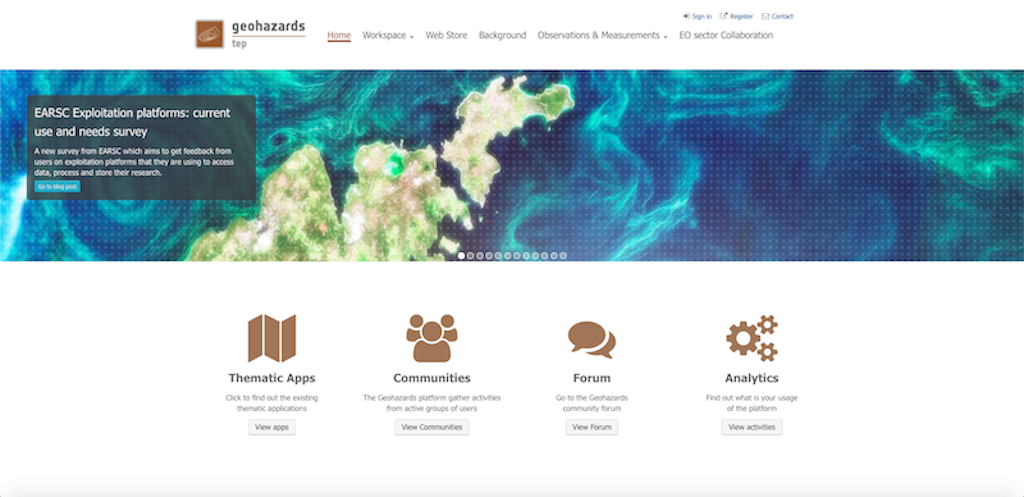 Sign in Register Contact
geohazards
tep
Home Workspace Web Store Background Observations & Measurements EO sector Collaboration
EARSC Exploitation platforms: current
use and needs survey
A new survey from EARSC which aims to get feedback from
users on exploitation platforms that they are using to access
data, process and store their research.
Go to blog post
Thematic Apps
Click to find out the existing
thematic applications
View apps
Communities
The Geohazards platform gather activities
from active groups of users
View Communities
Forum
Go to the Geohazards
community forum
View Forum
Analytics
Find out what is your usage
of the platform
View activities